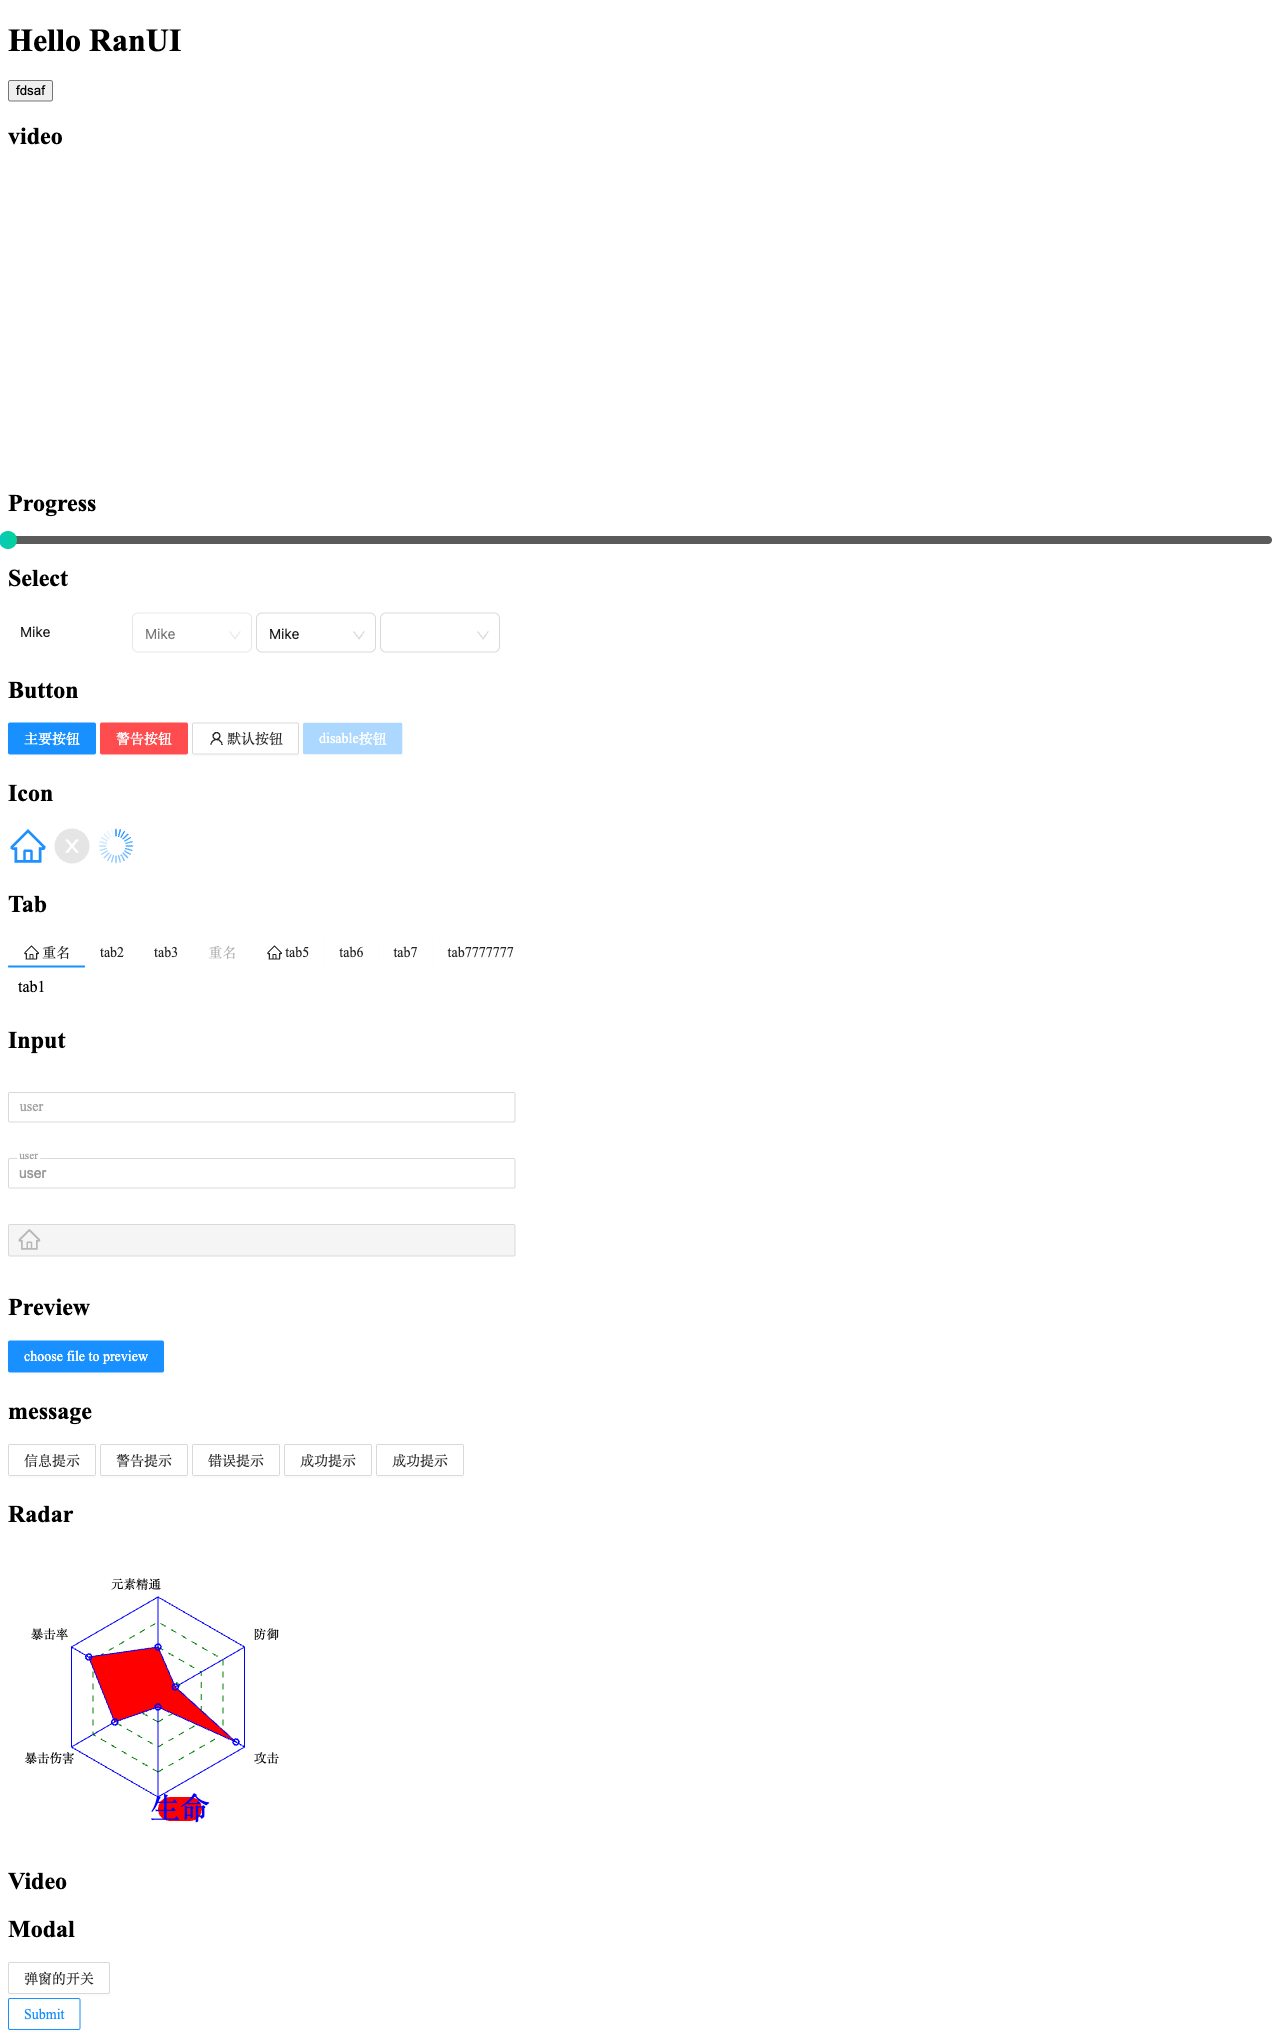 Hello RanUI
fdsaf
video
Progress
Select
Mike Mike Mike
Button
主要按钮 警告按钮 默认按钮 disable按钮
Icon
Tab
重名 tab2 tab3 重名 tab5 tab6 tab7 tab7777777
tab1
Input
user
user
user
Preview
choose file to preview
message
信息提示 警告提示 错误提示 成功提示 成功提示
Radar
元素精通
暴击率 防御
暴击伤害 攻击
生命
Video
Modal
弹窗的开关
Submit